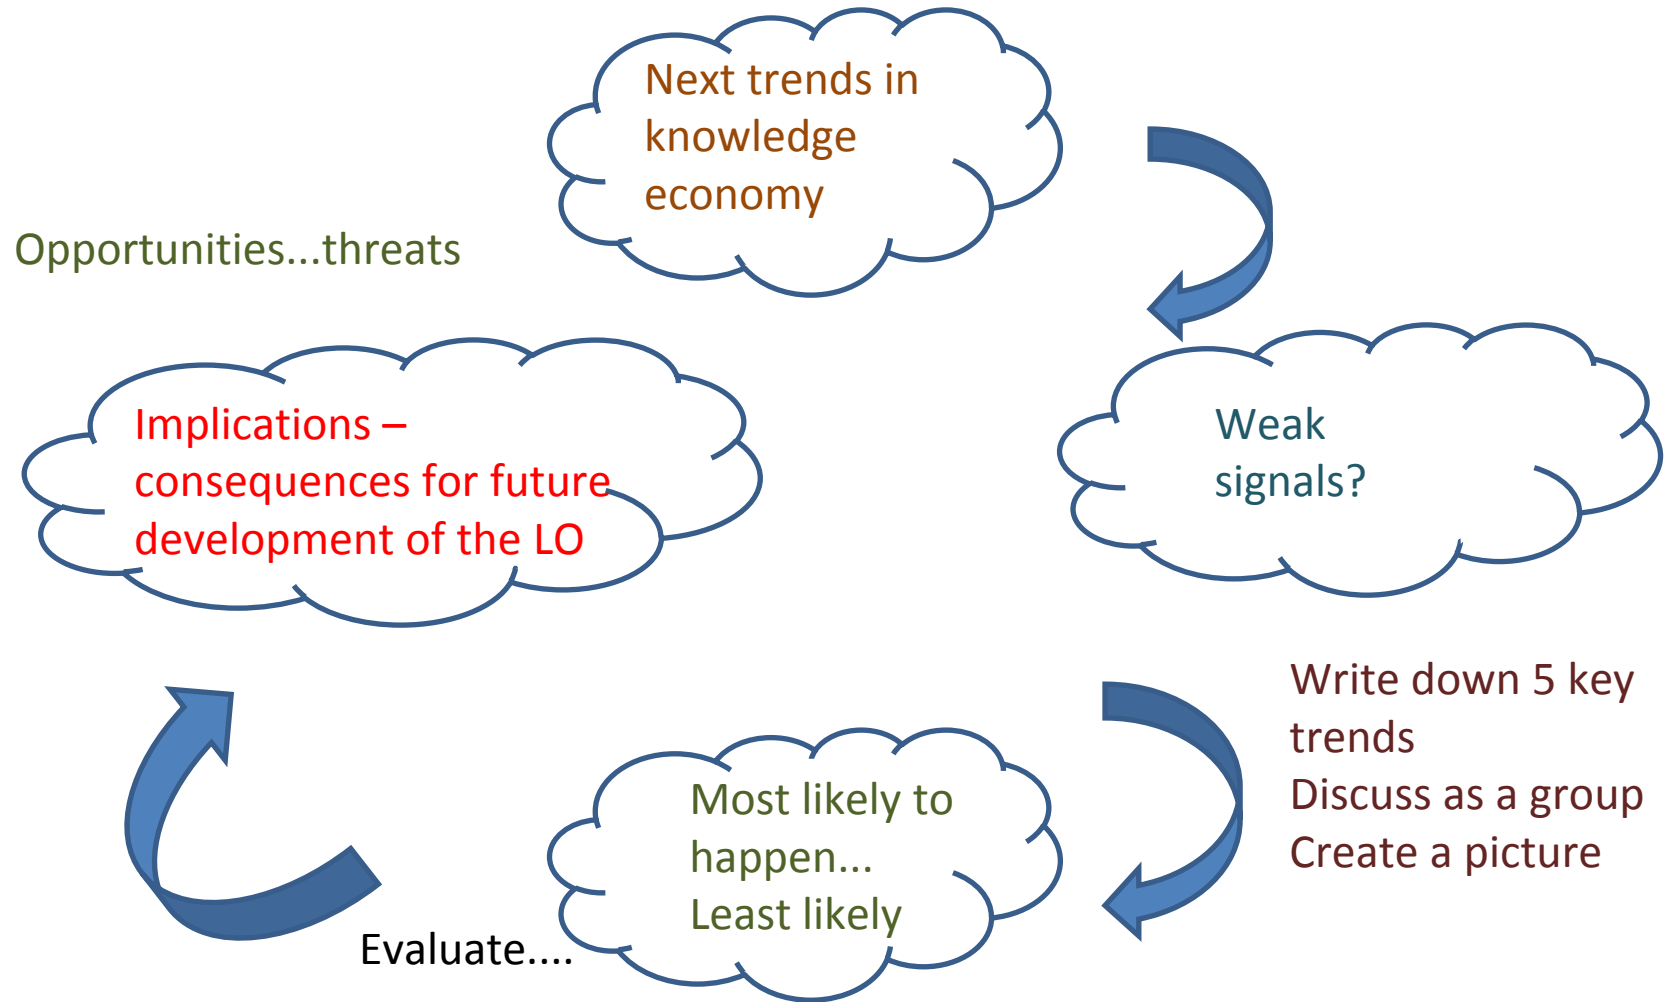 Next trends in
knowledge
economy
Opportunities...threats
Implications –
consequences for future
development of the LO
Weak
signals?
Write down 5 key
trends
Discuss as a group
Create a picture
Most likely to
happen...
Least likely
Evaluate....